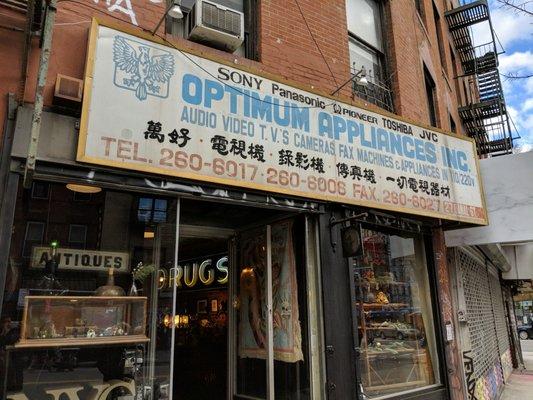 SONY Panasonic PIONEER TOSHIBA JVC
OPTIMUM APPLIANCES INC
AUDIO VIDEO T.V.'S CAMERAS FAX MACHINES & APPLIANCES IN 110/220V
萬好·電視機·錄影機 傳真機·一切電視器材
TEL. 260-6017·260-6006 FAX. 260-6027
ANTIQUES
DRUGS